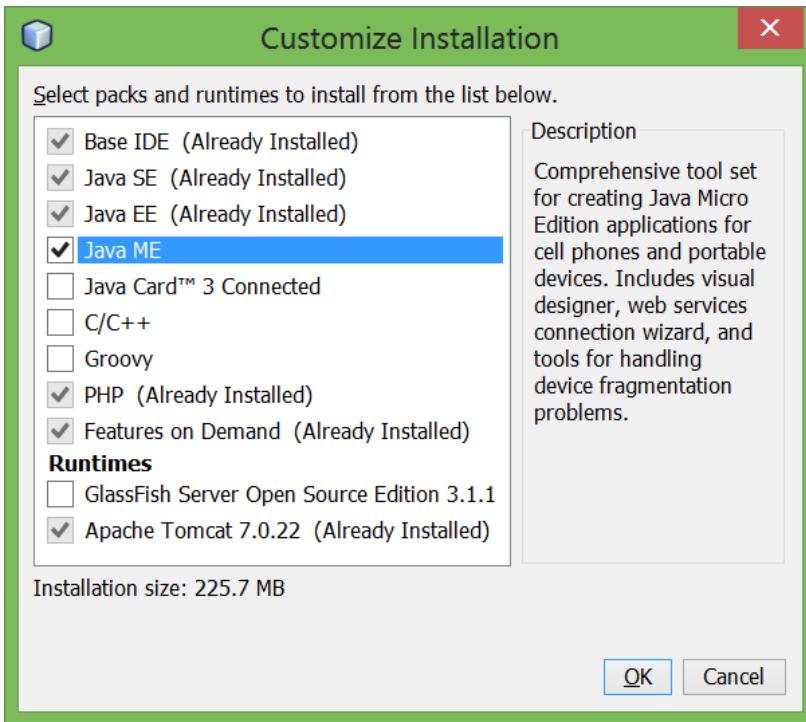 Customize Installation
Select packs and runtimes to install from the list below.
Base IDE (Already Installed)
Java SE (Already Installed)
Java EE (Already Installed)
Java ME
Java Card™ 3 Connected
C/C++
Groovy
PHP (Already Installed)
Features on Demand (Already Installed)
Runtimes
GlassFish Server Open Source Edition 3.1.1
Apache Tomcat 7.0.22 (Already Installed)
Description
Comprehensive tool set
for creating Java Micro
Edition applications for
cell phones and portable
devices. Includes visual
designer, web services
connection wizard, and
tools for handling
device fragmentation
problems.
Installation size: 225.7 MB
OK
Cancel